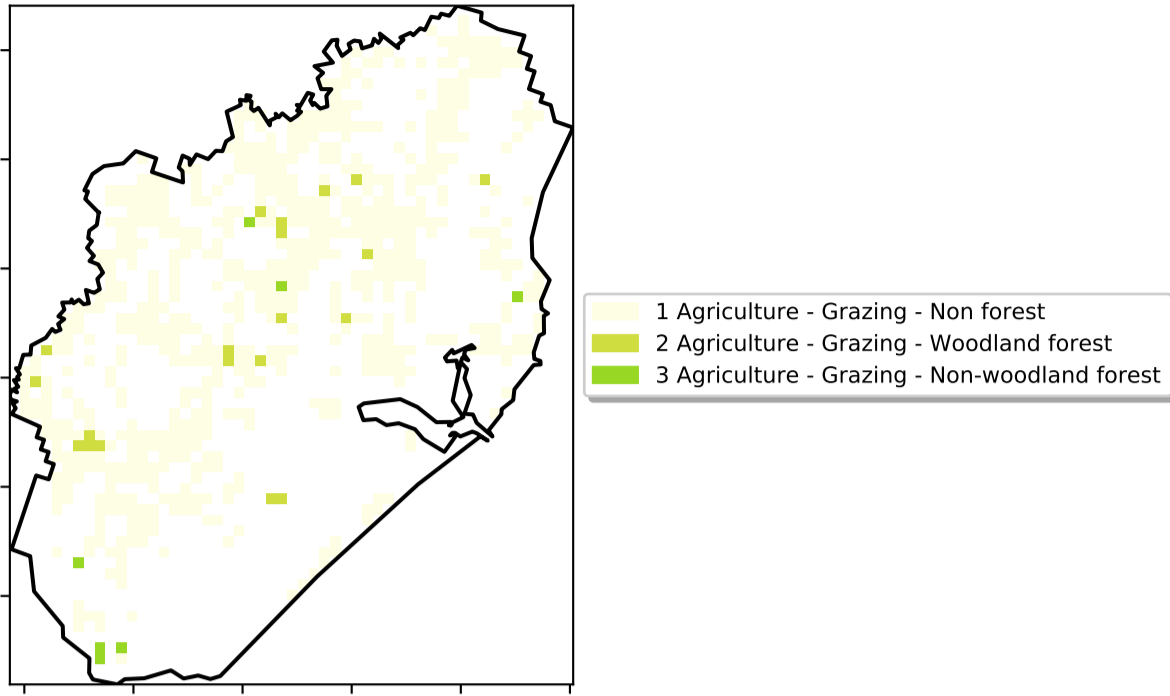 1 Agriculture - Grazing - Non forest
2 Agriculture - Grazing - Woodland forest
3 Agriculture - Grazing - Non-woodland forest